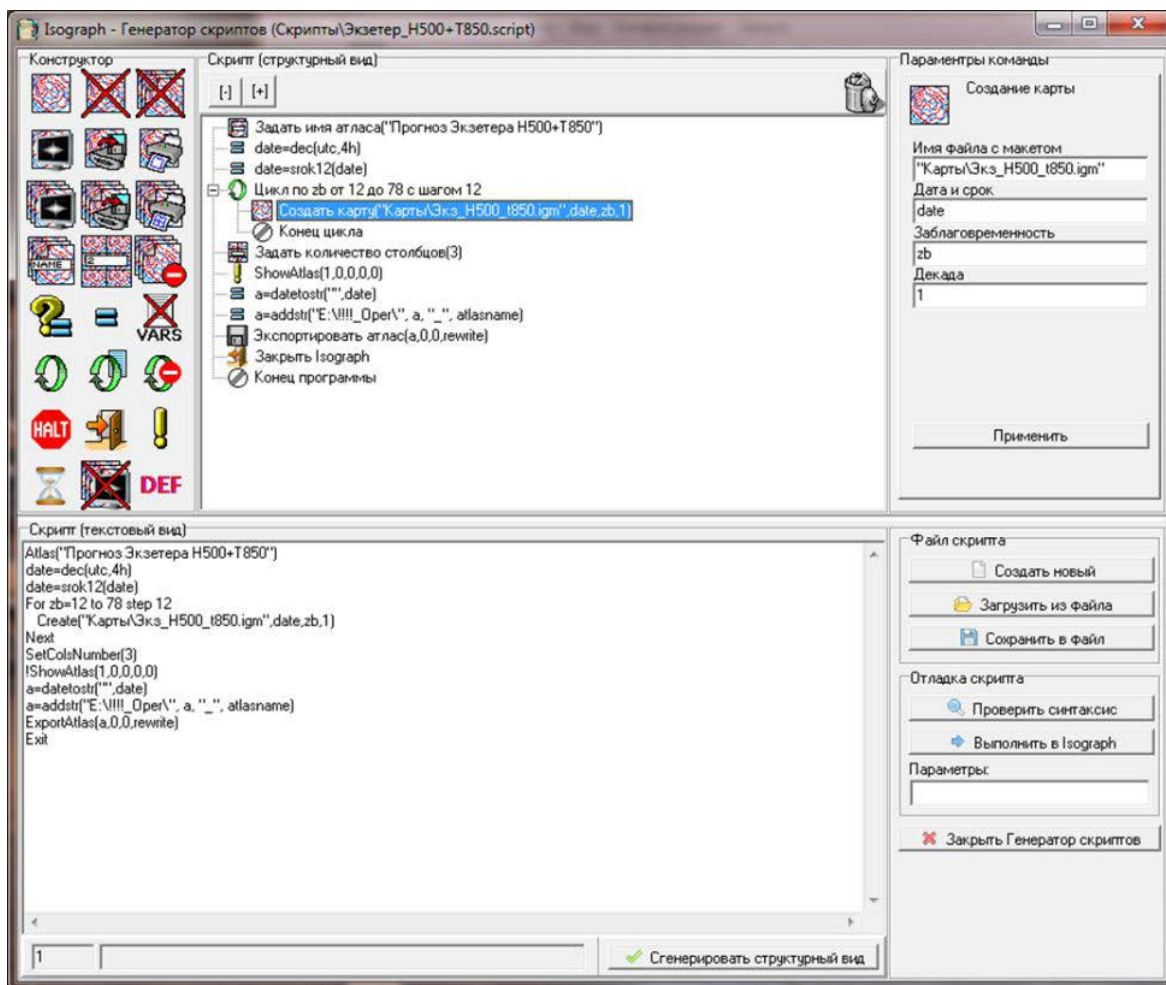 Isograph - Генератор скриптов (Скрипты\Экзетер_H500+T850.script)
Конструктор
NAME
2
VARS
HALT
DEF
Скрипт (структурный вид)
[-] [+]
Задать имя атласа("Прогноз Экзетера H500+T850")
date=dec(utc,4h)
date=srok12(date)
Цикл по zb от 12 до 78 с шагом 12
Создать карту("Карты\Экз_H500_t850.igm",date,zb,1)
Конец цикла
Задать количество столбцов(3)
ShowAtlas(1,0,0,0,0)
a=datetostr("",date)
a=addstr("E:\!!!!_Oper\", a, "_", atlasname)
Экспортировать атлас(a,0,0,rewrite)
Закрыть Isograph
Конец программы
Параметры команды
Создание карты
Имя файла с макетом
"Карты\Экз_H500_t850.igm"
Дата и срок
date
Заблаговременность
zb
Декада
1
Применить
Скрипт (текстовый вид)
Atlas("Прогноз Экзетера H500+T850")
date=dec(utc,4h)
date=srok12(date)
For zb=12 to 78 step 12
Create("Карты\Экз_H500_t850.igm",date,zb,1)
Next
SetColsNumber(3)
!ShowAtlas(1,0,0,0,0)
a=datetostr("",date)
a=addstr("E:\!!!!_Oper\", a, "_", atlasname)
ExportAtlas(a,0,0,rewrite)
Exit
1
Сгенерировать структурный вид
Файл скрипта
Создать новый
Загрузить из файла
Сохранить в файл
Отладка скрипта
Проверить синтаксис
Выполнить в Isograph
Параметры:
Закрыть Генератор скриптов